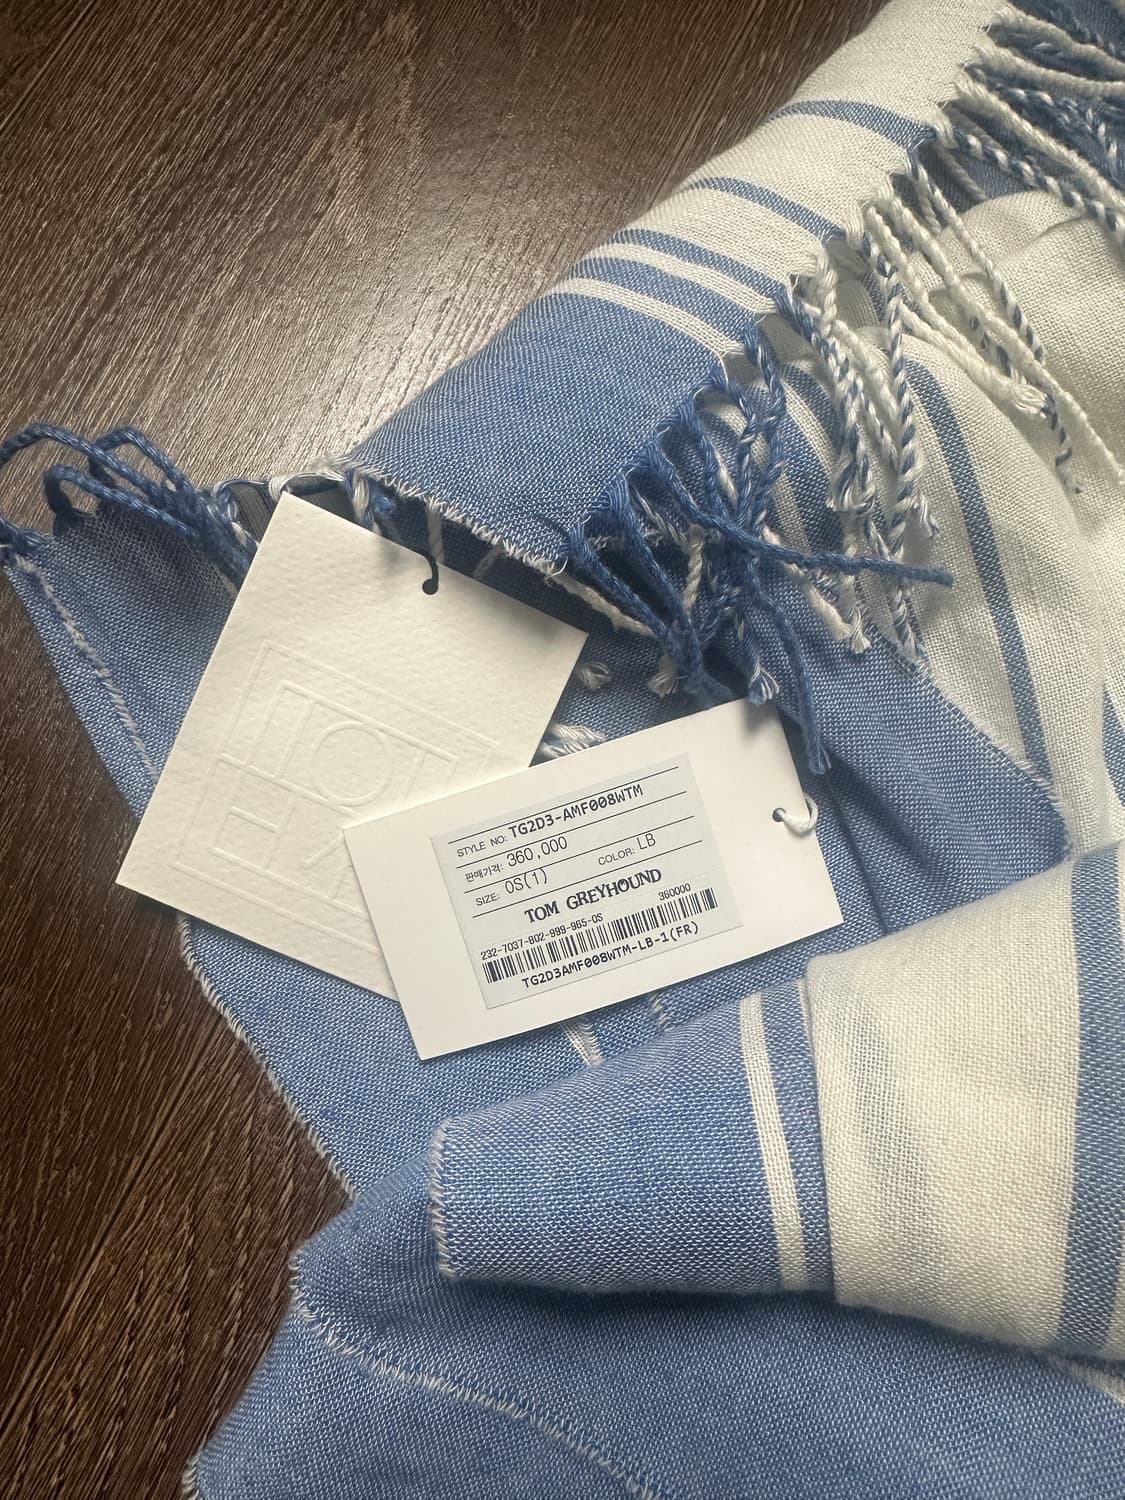 STYLE NO: TG2D3-AMF008WTM
판매가격: 360,000
SIZE: OS(1) COLOR: LB
TOM GREYHOUND
232-7037-802-999-965-OS 360000
TG2D3AMF008WTM-LB-1(FR)